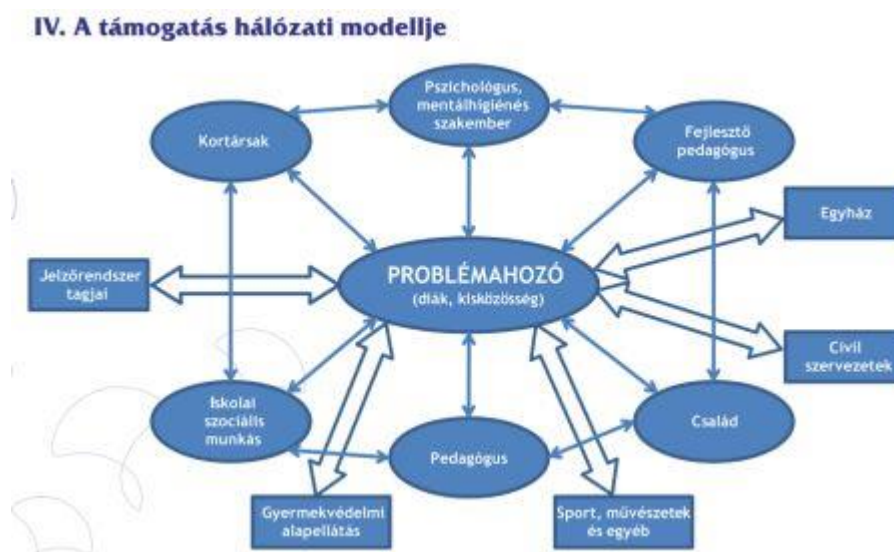 IV. A támogatás hálózati modellje
Pszichológus,
mentálhigiénés
szakember
Kortársak
Fejlesztő
pedagógus
Egyház
Jelzőrendszer
tagjai
PROBLÉMAHOZÓ
(diák, kisközösség)
Civil
szervezetek
Iskolai
szociális
munkás
Pedagógus
Család
Gyermekvédelmi
alapellátás
Sport, művészetek
és egyéb